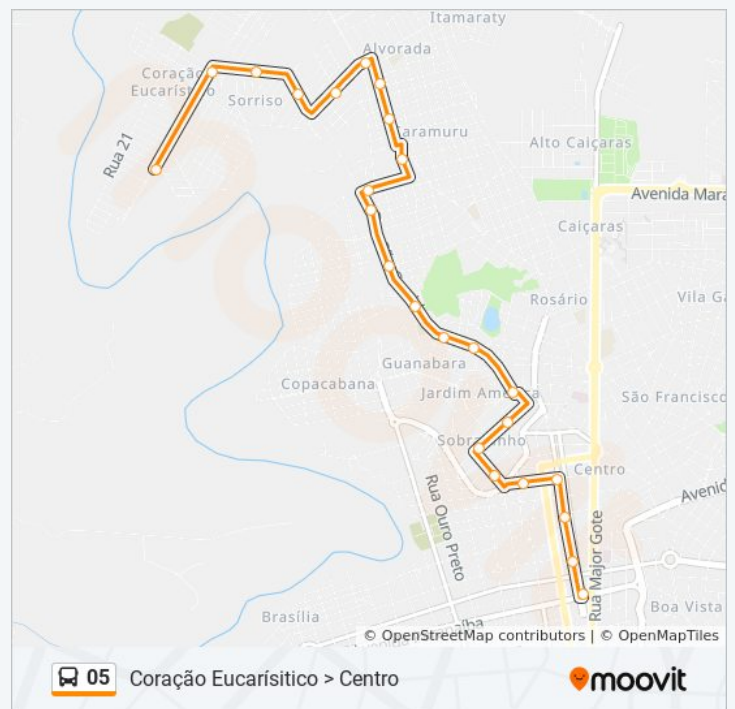 Itamaraty
Alvorada
Coração
Eucarístico
Sorriso
Caramuru
Alto Caiçaras
Rua 21
Avenida Mara
Caiçaras
Rosário
Vila Ga
Guanabara
Copacabana
Jardim América
São Francisco
Sobradinho
Centro
Rua Ouro Preto
Avenid
Rua Major Gote
Boa Vista
Brasília
aíba
© OpenStreetMap contributors | © OpenMapTiles
05 Coração Eucarísitico > Centro
moovit